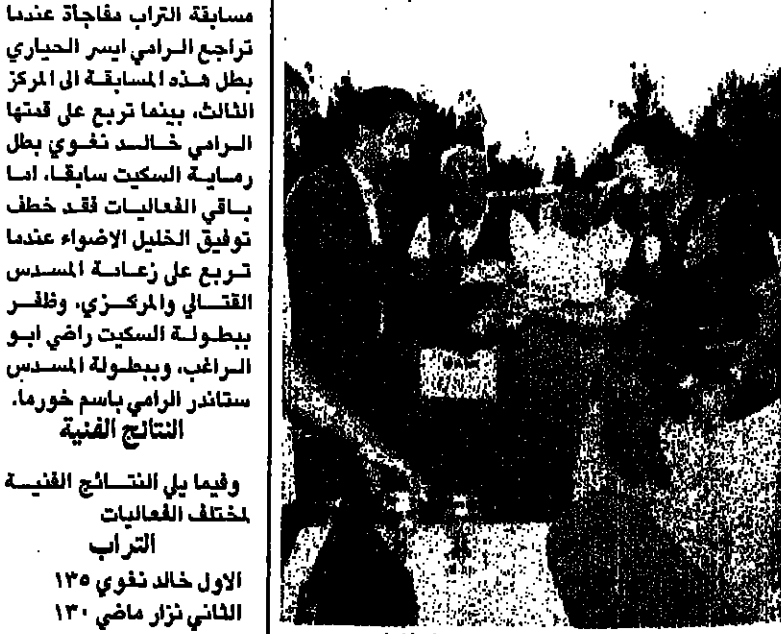 مسابقة التراب مفاجأة عندما
تراجع الرامي ايسر الحياري
بطل هذه المسابقة الى المركز
الثالث، بينما تربع على قمتها
الرامي خالد نغوي بطل
رماية السكيت سابقا، اما
باقي الفعاليات فقد خطف
توفيق الخليل الاضواء عندما
تربع على زعامة المسدس
القتالي والمركزي، وظفر
ببطولة السكيت راضي ابو
الراغب، وببطولة المسدس
ستاندر الرامي باسم خورما.
النتائج الفنية
وفيما يلي النتائج الفنية
لمختلف الفعاليات
التراب
الاول خالد نغوي ١٣٥
الثاني نزار ماضي ١٣٠